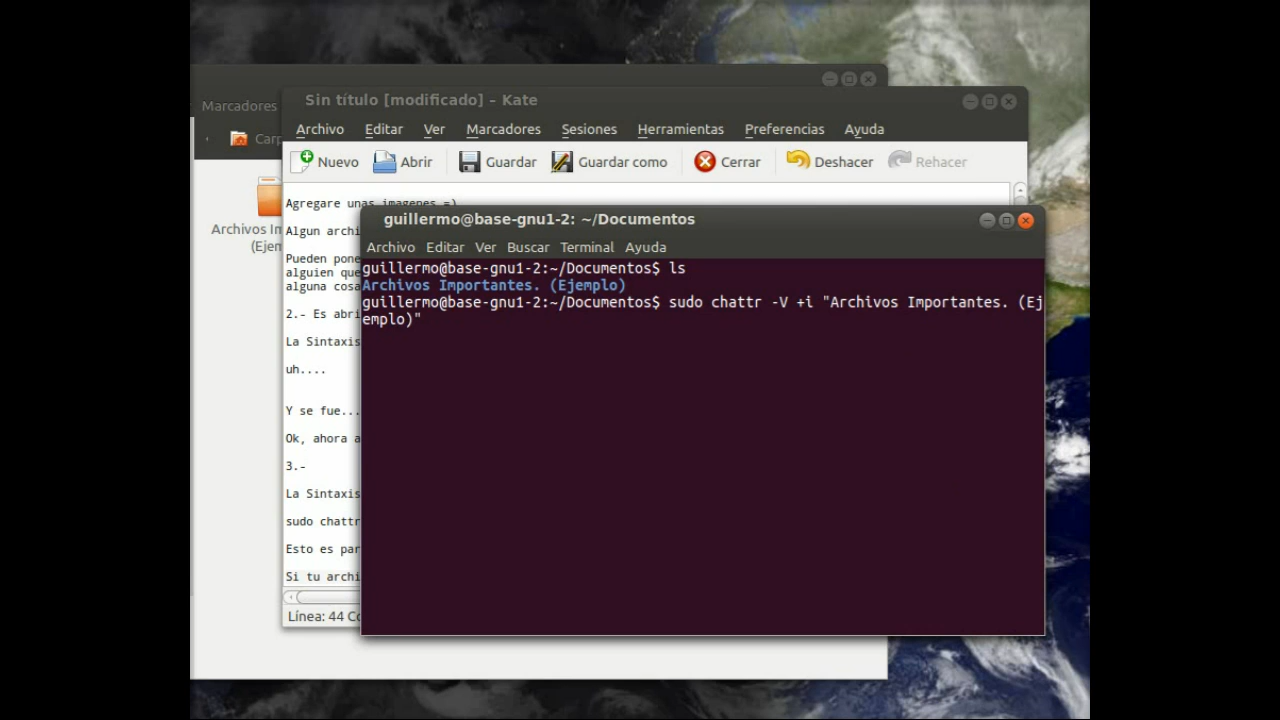 Marcadores
Carp
Archivos Im
(Ejem
Sin título [modificado] – Kate
Archivo Editar Ver Marcadores Sesiones Herramientas Preferencias Ayuda
Nuevo Abrir Guardar Guardar como Cerrar Deshacer Rehacer
Agregare unas imagenes =)
Algun archi
Pueden pone
alguien que
alguna cosa
2.- Es abri
La Sintaxis
uh....
Y se fue...
Ok, ahora a
3.-
La Sintaxis
sudo chattr
Esto es par
Si tu archi
Línea: 44 Co
guillermo@base-gnu1-2: ~/Documentos
Archivo Editar Ver Buscar Terminal Ayuda
guillermo@base-gnu1-2:~/Documentos$ ls
Archivos Importantes. (Ejemplo)
guillermo@base-gnu1-2:~/Documentos$ sudo chattr -V +i "Archivos Importantes. (Ej
emplo)"